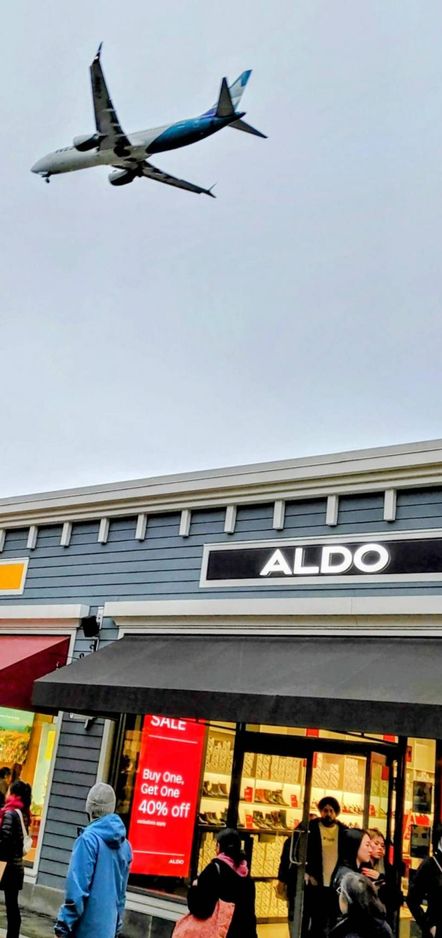 ALDO
SALE
Buy One,
Get One
40% off
ALDO